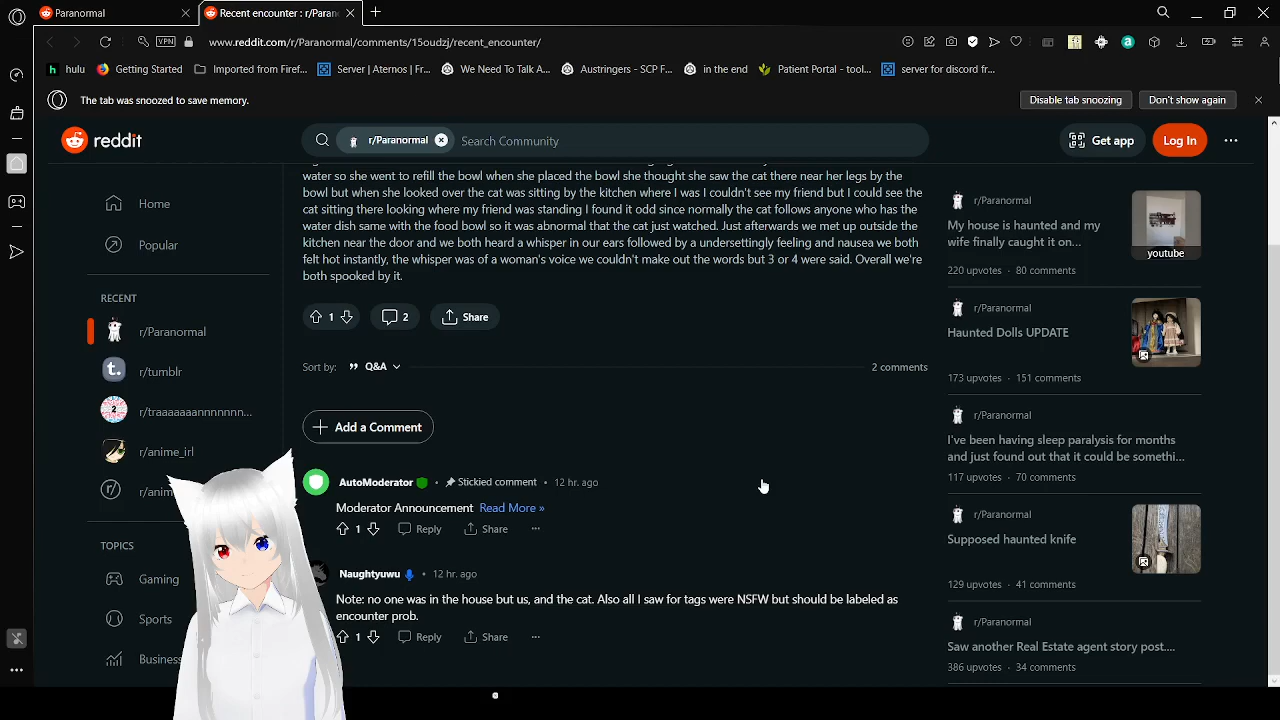 Paranormal
Recent encounter : r/Paran
VPN
www.reddit.com/r/Paranormal/comments/15oudzj/recent_encounter/
hulu
Getting Started
Imported from Firef...
Server | Aternos | Fr...
We Need To Talk A...
Austringers - SCP F...
in the end
Patient Portal - tool...
server for discord fr...
The tab was snoozed to save memory.
Disable tab snoozing
Don't show again
reddit
r/Paranormal
Search Community
Get app
Log In
Home
Popular
RECENT
r/Paranormal
r/tumblr
r/traaaaaaannnnnnn...
r/anime_irl
r/anim
TOPICS
Gaming
Sports
Business
water so she went to refill the bowl when she placed the bowl she thought she saw the cat there near her legs by the
bowl but when she looked over the cat was sitting by the kitchen where I was I couldn't see my friend but I could see the
cat sitting there looking where my friend was standing I found it odd since normally the cat follows anyone who has the
water dish same with the food bowl so it was abnormal that the cat just watched. Just afterwards we met up outside the
kitchen near the door and we both heard a whisper in our ears followed by a undersettingly feeling and nausea we both
felt hot instantly, the whisper was of a woman's voice we couldn't make out the words but 3 or 4 were said. Overall we're
both spooked by it.
1
2
Share
Sort by:
Q&A
2 comments
Add a Comment
AutoModerator • Stickied comment • 12 hr. ago
Moderator Announcement Read More »
1
Reply
Share
Naughtyuwu • 12 hr. ago
Note: no one was in the house but us, and the cat. Also all I saw for tags were NSFW but should be labeled as
encounter prob.
1
Reply
Share
r/Paranormal
My house is haunted and my
wife finally caught it on...
youtube
220 upvotes · 80 comments
r/Paranormal
Haunted Dolls UPDATE
173 upvotes · 151 comments
r/Paranormal
I've been having sleep paralysis for months
and just found out that it could be somethi...
117 upvotes · 70 comments
r/Paranormal
Supposed haunted knife
129 upvotes · 41 comments
r/Paranormal
Saw another Real Estate agent story post....
386 upvotes · 34 comments